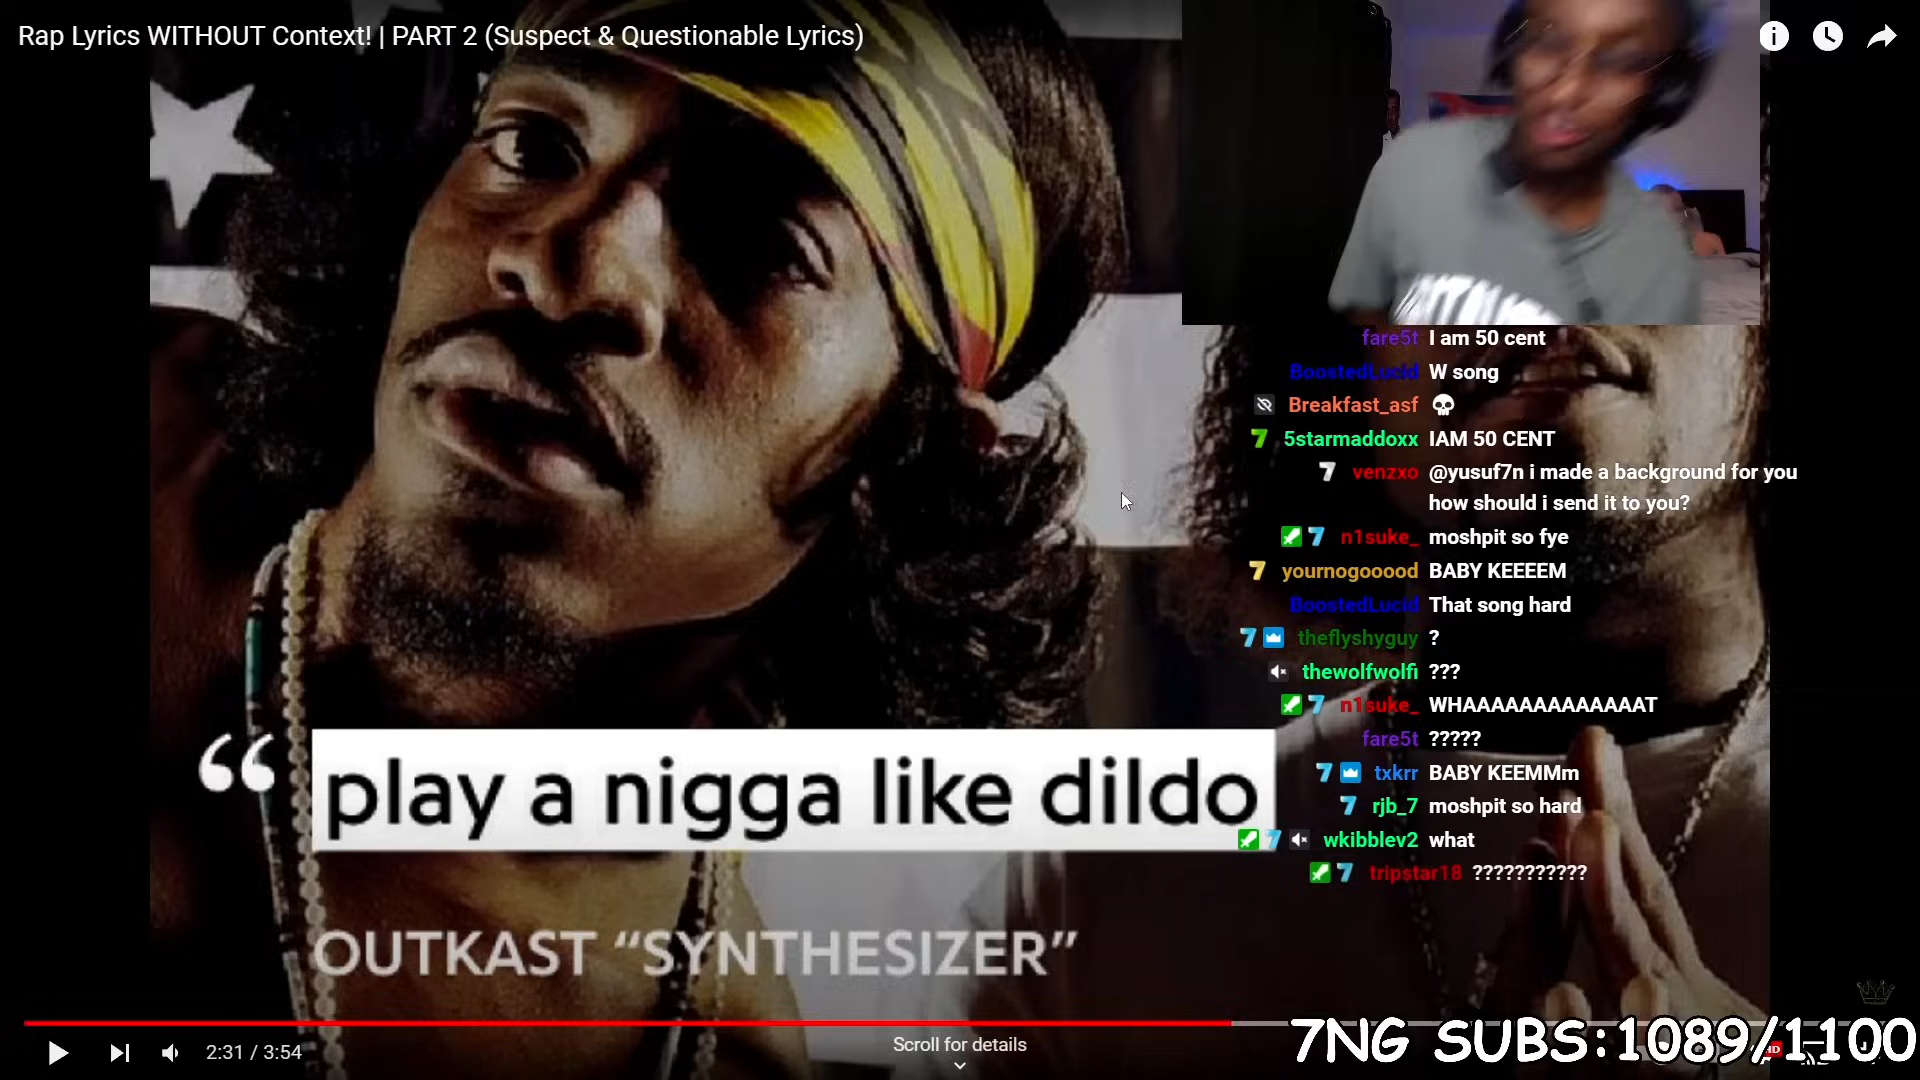 Rap Lyrics WITHOUT Context! | PART 2 (Suspect & Questionable Lyrics)
fare5t I am 50 cent
BoostedLucid W song
Breakfast_asf 💀
5starmaddoxx IAM 50 CENT
venzxo @yusuf7n i made a background for you
how should i send it to you?
n1suke_ moshpit so fye
yournogooood BABY KEEEEM
BoostedLucid That song hard
theflyshyguy ?
thewolfwolfi ???
n1suke_ WHAAAAAAAAAAAAAT
fare5t ?????
txkrr BABY KEEMMm
rjb_7 moshpit so hard
wkibblev2 what
tripstar18 ???????????
“ play a nigga like dildo
OUTKAST “SYNTHESIZER”
2:31 / 3:54
Scroll for details
7NG SUBS:1089/1100
HD